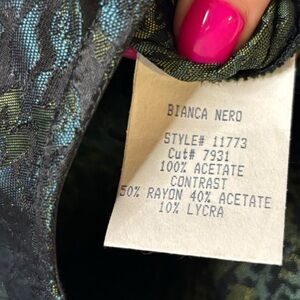 BIANCA NERO
STYLE# 11773
Cut# 7931
100% ACETATE
CONTRAST
50% RAYON 40% ACETATE
10% LYCRA